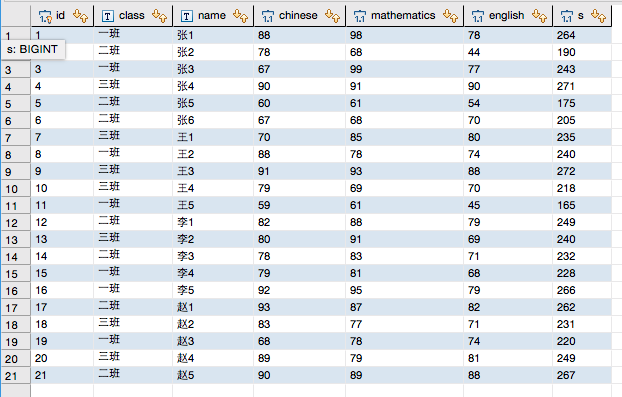 id class name chinese mathematics english s
1 1 一班 张1 88 98 78 264
s: BIGINT 二班 张2 78 68 44 190
3 3 一班 张3 67 99 77 243
4 4 三班 张4 90 91 90 271
5 5 二班 张5 60 61 54 175
6 6 二班 张6 67 68 70 205
7 7 三班 王1 70 85 80 235
8 8 一班 王2 88 78 74 240
9 9 三班 王3 91 93 88 272
10 10 三班 王4 79 69 70 218
11 11 一班 王5 59 61 45 165
12 12 二班 李1 82 88 79 249
13 13 三班 李2 80 91 69 240
14 14 二班 李3 78 83 71 232
15 15 一班 李4 79 81 68 228
16 16 一班 李5 92 95 79 266
17 17 二班 赵1 93 87 82 262
18 18 三班 赵2 83 77 71 231
19 19 一班 赵3 68 78 74 220
20 20 三班 赵4 89 79 81 249
21 21 二班 赵5 90 89 88 267